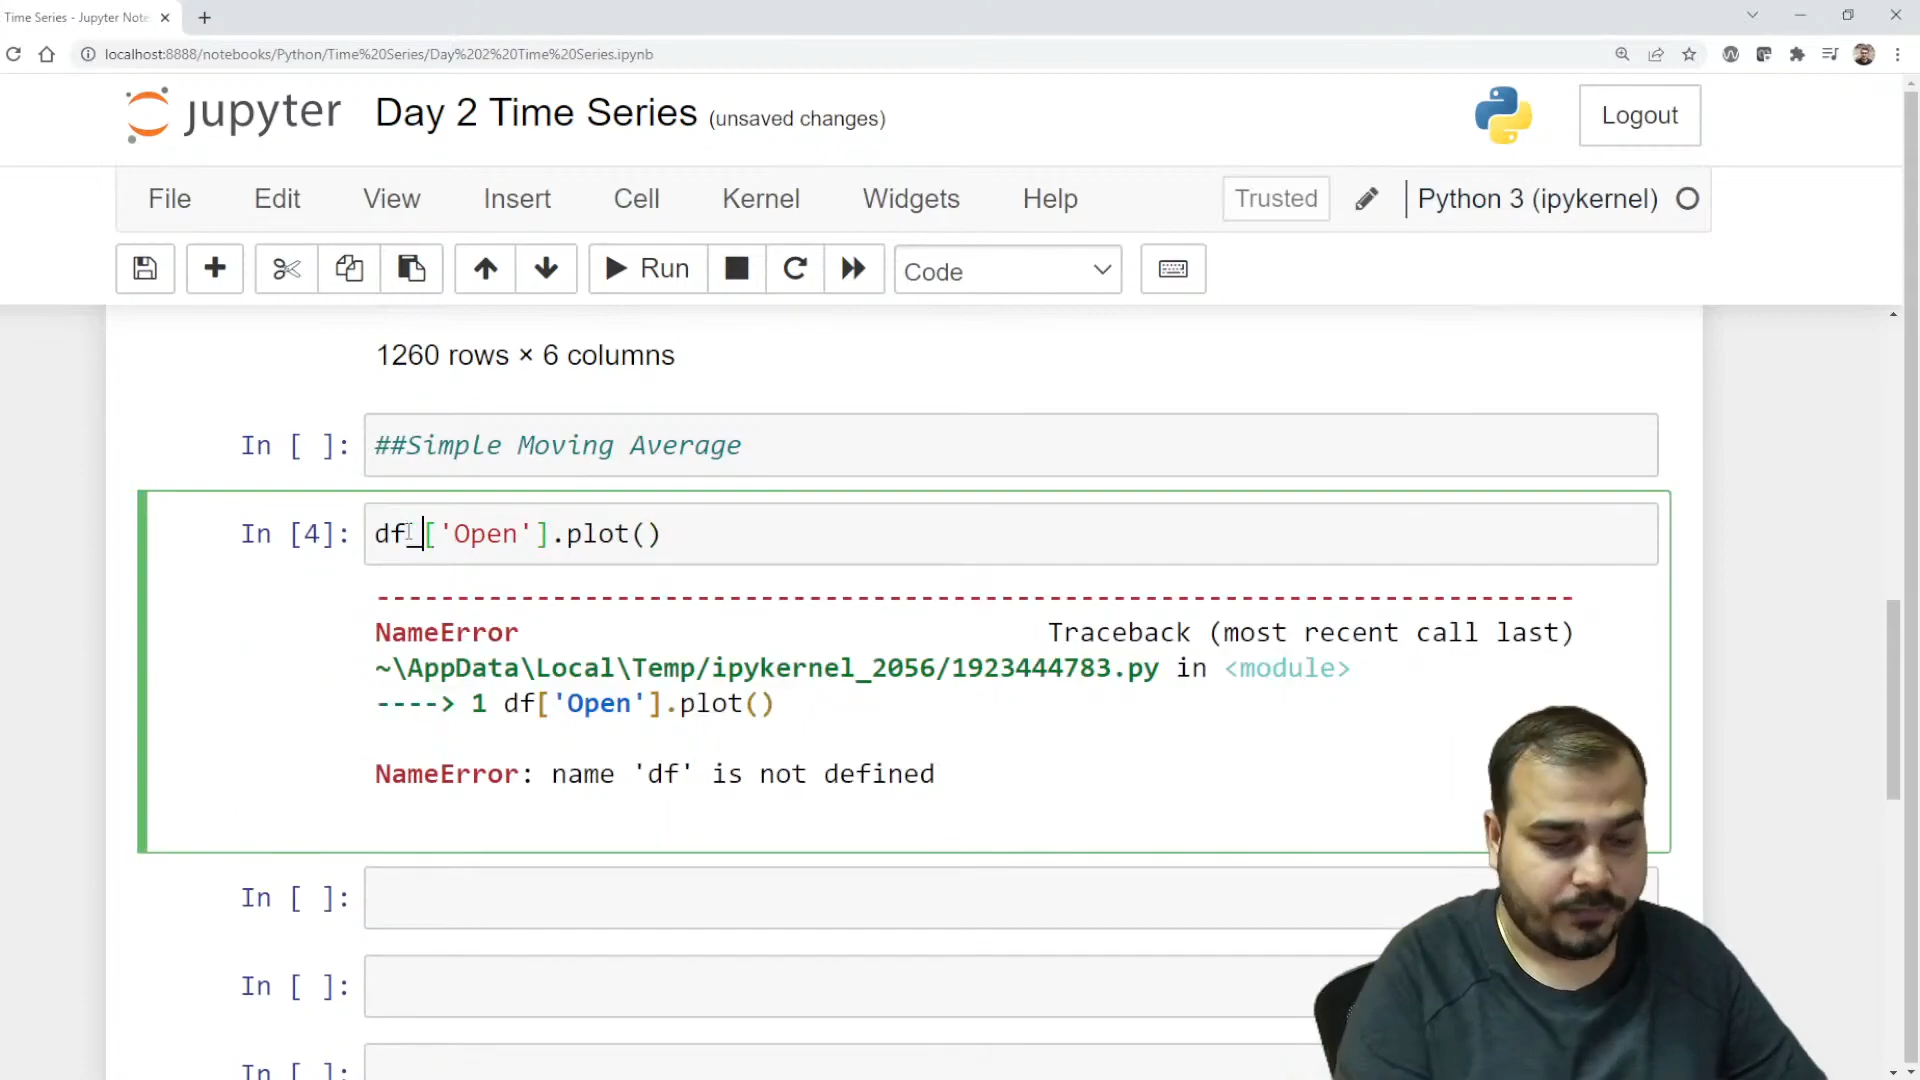 Time Series - Jupyter Note
localhost:8888/notebooks/Python/Time%20Series/Day%202%20Time%20Series.ipynb
jupyter Day 2 Time Series (unsaved changes)
Logout
File Edit View Insert Cell Kernel Widgets Help Trusted Python 3 (ipykernel)
Run Code
1260 rows × 6 columns
In [ ]: ##Simple Moving Average
In [4]: df_['Open'].plot()
---------------------------------------------------------------------------
NameError Traceback (most recent call last)
~\AppData\Local\Temp/ipykernel_2056/1923444783.py in <module>
----> 1 df['Open'].plot()
NameError: name 'df' is not defined
In [ ]:
In [ ]:
In [ ]: